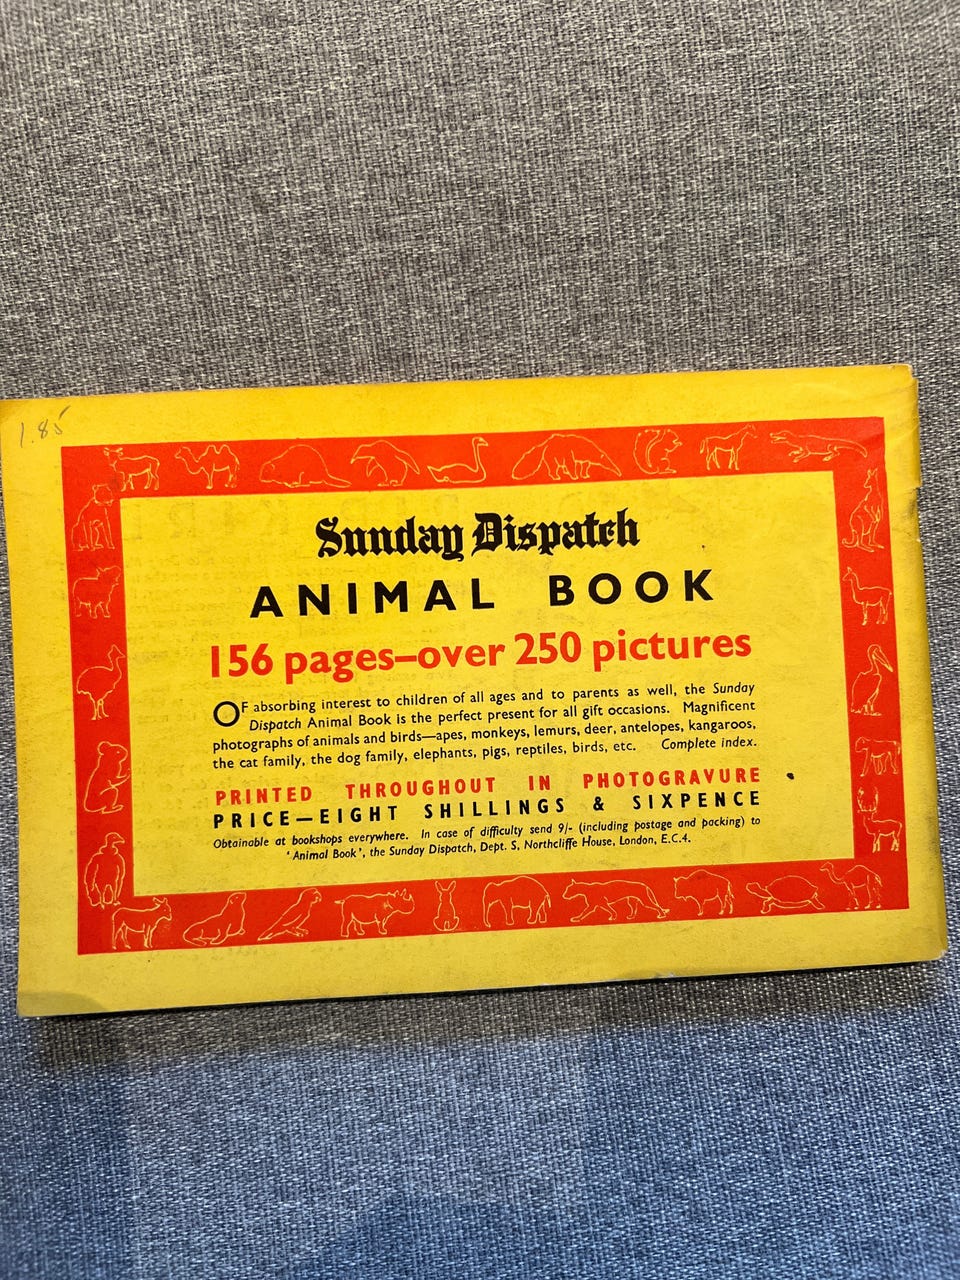 1.85
Sunday Dispatch
ANIMAL BOOK
156 pages–over 250 pictures
OF absorbing interest to children of all ages and to parents as well, the Sunday
Dispatch Animal Book is the perfect present for all gift occasions. Magnificent
photographs of animals and birds—apes, monkeys, lemurs, deer, antelopes, kangaroos,
the cat family, the dog family, elephants, pigs, reptiles, birds, etc. Complete index.
PRINTED THROUGHOUT IN PHOTOGRAVURE
PRICE—EIGHT SHILLINGS & SIXPENCE
Obtainable at bookshops everywhere. In case of difficulty send 9/- (including postage and packing) to
‘Animal Book’, the Sunday Dispatch, Dept. S, Northcliffe House, London, E.C.4.